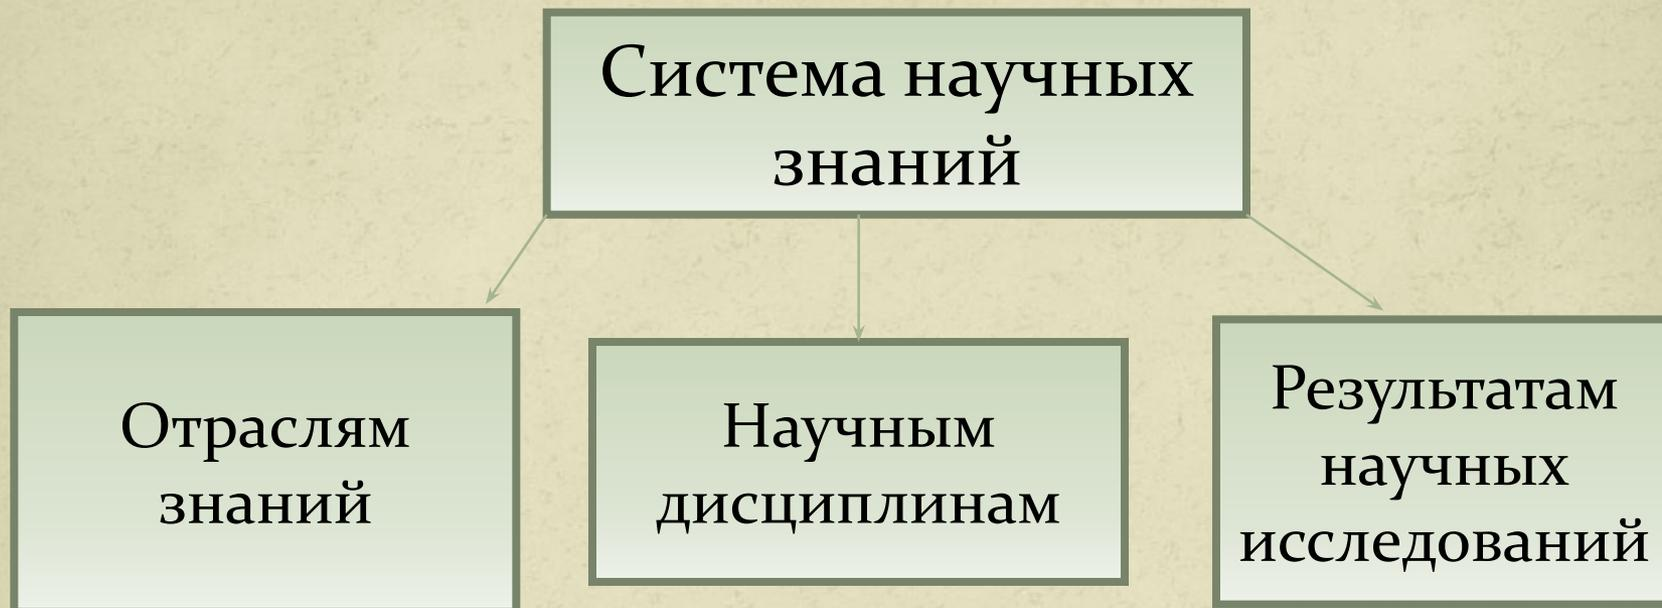 Система научных
знаний
Отраслям
знаний
Научным
дисциплинам
Результатам
научных
исследований